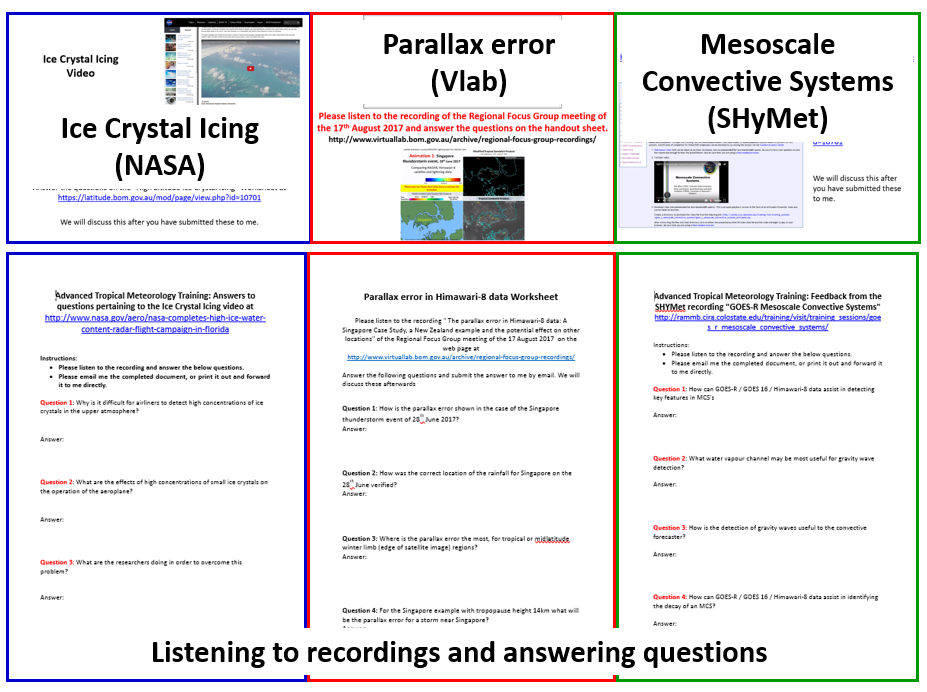 Ice Crystal Icing
Video
Ice Crystal Icing
(NASA)
https://latitude.bom.gov.au/mod/page/view.php?id=10701
We will discuss this after you have submitted these to me.
Parallax error
(Vlab)
Please listen to the recording of the Regional Focus Group meeting of
the 17th August 2017 and answer the questions on the handout sheet.
http://www.virtuallab.bom.gov.au/archive/regional-focus-group-recordings/
Animation 1: Singapore
thunderstorm event, 28th June 2017
Mesoscale
Convective Systems
(SHyMet)
id=10701
Mesoscale Convective
Systems
We will discuss this after
you have submitted these
to me.
Advanced Tropical Meteorology Training: Answers to
questions pertaining to the Ice Crystal Icing video at
http://www.nasa.gov/aero/nasa-completes-high-ice-water-
content-radar-flight-campaign-in-florida
Instructions:
• Please listen to the recording and answer the below questions.
• Please email me the completed document, or print it out and forward
it to me directly.
Question 1: Why is it difficult for airliners to detect high concentrations of ice
crystals in the upper atmosphere?
Answer:
Question 2: What are the effects of high concentrations of small ice crystals on
the operation of the aeroplane?
Answer:
Question 3: What are the researchers doing in order to overcome this
problem?
Answer:
Parallax error in Himawari-8 data Worksheet
Please listen to the recording " The parallax error in Himawari-8 data: A
Singapore Case Study, a New Zealand example and the potential effect on other
locations" of the Regional Focus Group meeting of the 17 August 2017 on the
web page at
http://www.virtuallab.bom.gov.au/archive/regional-focus-group-recordings/
Answer the following questions and submit the answer to me by email. We will
discuss these afterwards
Question 1: How is the parallax error shown in the case of the Singapore
thunderstorm event of 28th June 2017?
Answer:
Question 2: How was the correct location of the rainfall for Singapore on the
28th June verified?
Answer:
Question 3: Where is the parallax error the most, for tropical or midlatitude,
winter limb (edge of satellite image) regions?
Answer:
Question 4: For the Singapore example with tropopause height 14km what will
be the parallax error for a storm near Singapore?
Advanced Tropical Meteorology Training: Feedback from the
SHyMet recording "GOES-R Mesoscale Convective Systems"
http://rammb.cira.colostate.edu/training/visit/training_sessions/goe
s_r_mesoscale_convective_systems/
Instructions:
• Please listen to the recording and answer the below questions.
• Please email me the completed document, or print it out and forward it
to me directly.
Question 1: How can GOES-R / GOES 16 / Himawari-8 data assist in detecting
key features in MCS's
Answer:
Question 2: What water vapour channel may be most useful for gravity wave
detection?
Answer:
Question 3: How is the detection of gravity waves useful to the convective
forecaster?
Answer:
Question 4: How can GOES-R / GOES 16 / Himawari-8 data assist in identifying
the decay of an MCS?
Answer:
Listening to recordings and answering questions